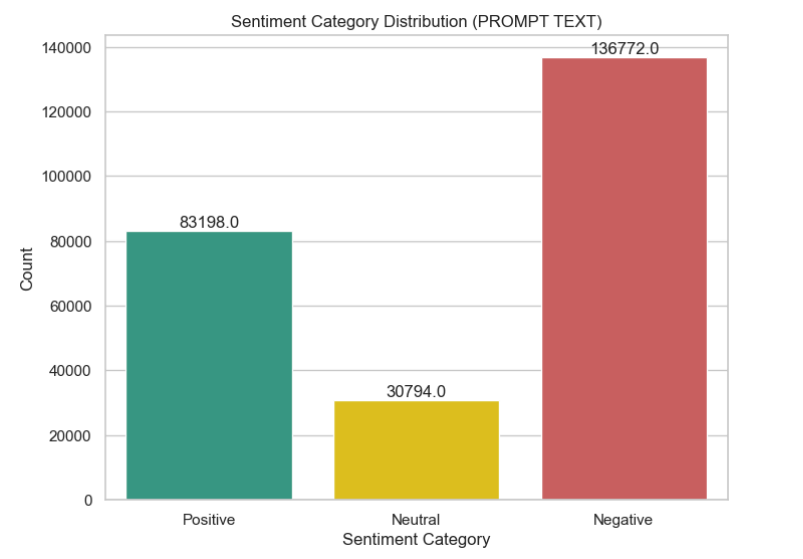 Sentiment Category Distribution (PROMPT TEXT)
140000
136772.0
120000
100000
83198.0
80000
Count
60000
40000
30794.0
20000
0
Positive Neutral Negative
Sentiment Category